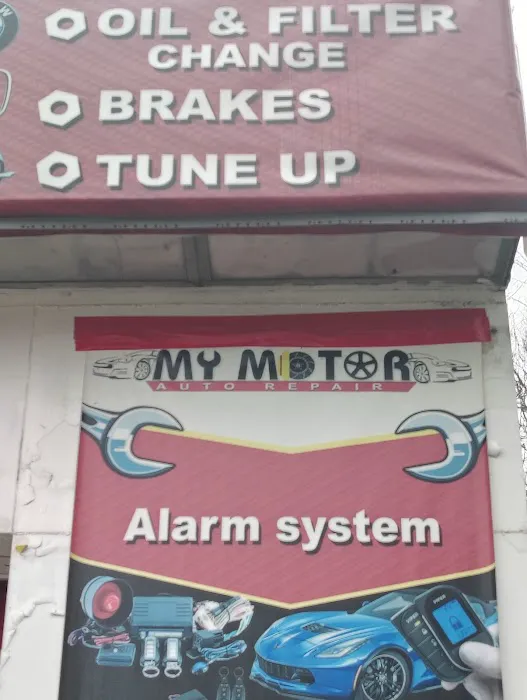 OIL & FILTER
CHANGE
BRAKES
TUNE UP
MY MOTOR
AUTO REPAIR
Alarm system